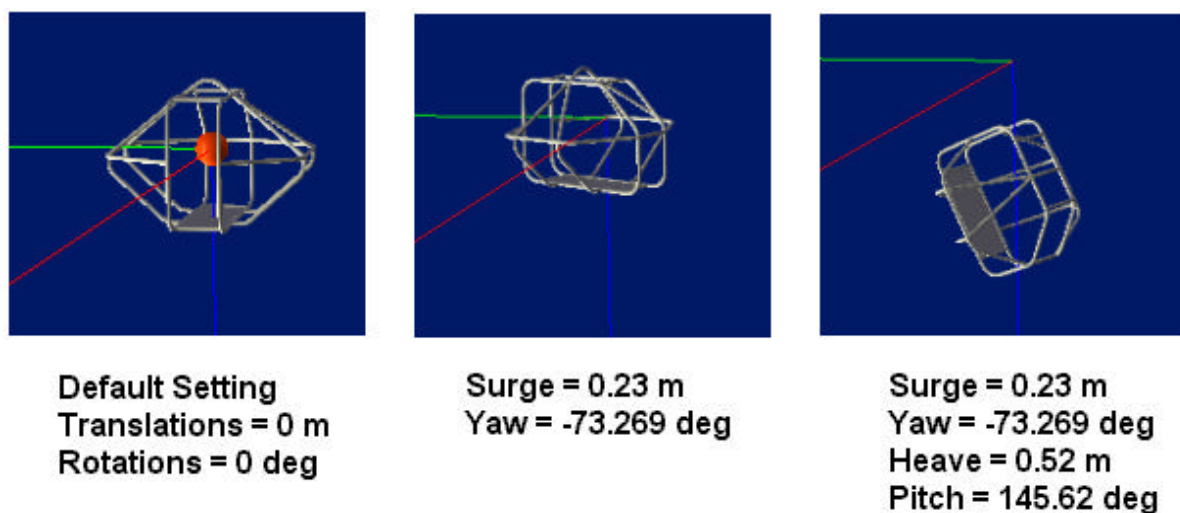 Default Setting
Translations = 0 m
Rotations = 0 deg
Surge = 0.23 m
Yaw = -73.269 deg
Surge = 0.23 m
Yaw = -73.269 deg
Heave = 0.52 m
Pitch = 145.62 deg